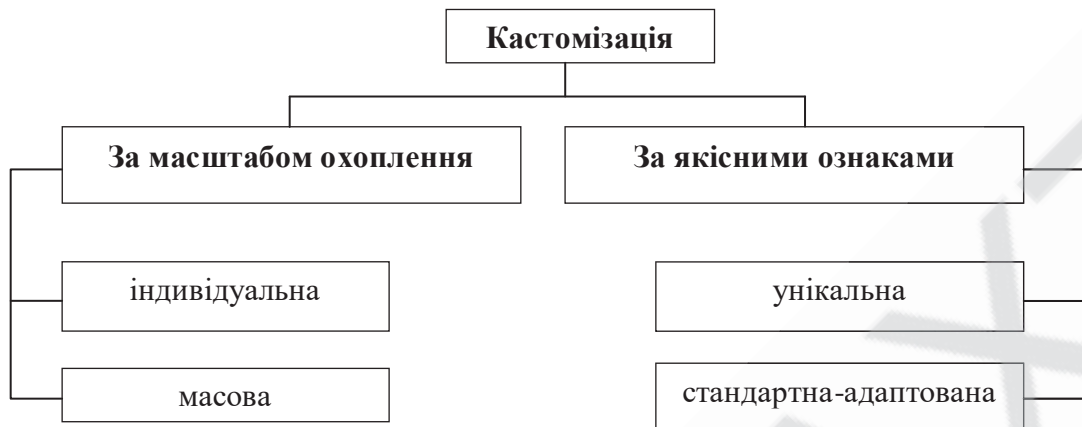 Кастомізація
За масштабом охоплення
За якісними ознаками
індивідуальна
унікальна
масова
стандартна-адаптована